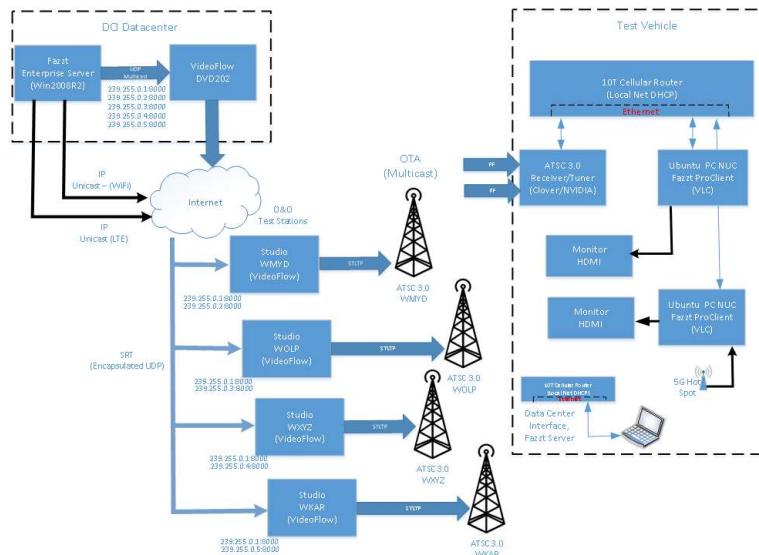 DCI Datacenter
Fazzt
Enterprise Server
(Win2008R2)
UDP
Multicast
VideoFlow
DVD202
239.255.0.1:8000
239.255.0.2:8000
239.255.0.3:8000
239.255.0.4:8000
239.255.0.5:8000
IP
Unicast – (WiFi)
IP
Unicast (LTE)
Internet
O&O
Test Stations
OTA
(Multicast)
Studio
WMYD
(VideoFlow)
STLTP
239.255.0.1:8000
239.255.0.2:8000
ATSC 3.0
WMYD
SRT
(Encapsulated UDP)
Studio
WOLP
(VideoFlow)
STLTP
239.255.0.1:8000
239.255.0.3:8000
ATSC 3.0
WOLP
Studio
WXYZ
(VideoFlow)
STLTP
239.255.0.1:8000
239.255.0.4:8000
ATSC 3.0
WXYZ
Studio
WKAR
(VideoFlow)
STLTP
239.255.0.1:8000
239.255.0.5:8000
ATSC 3.0
WKAR
Test Vehicle
10T Cellular Router
(Local Net DHCP)
Ethernet
ATSC 3.0
Receiver/Tuner
(Clover/NVIDIA)
Ubuntu PC NUC
Fazzt ProClient
(VLC)
Monitor
HDMI
Monitor
HDMI
Ubuntu PC NUC
Fazzt ProClient
(VLC)
5G Hot
Spot
10T Cellular Router
(Local Net DHCP)
Data Center
Interface,
Fazzt Server